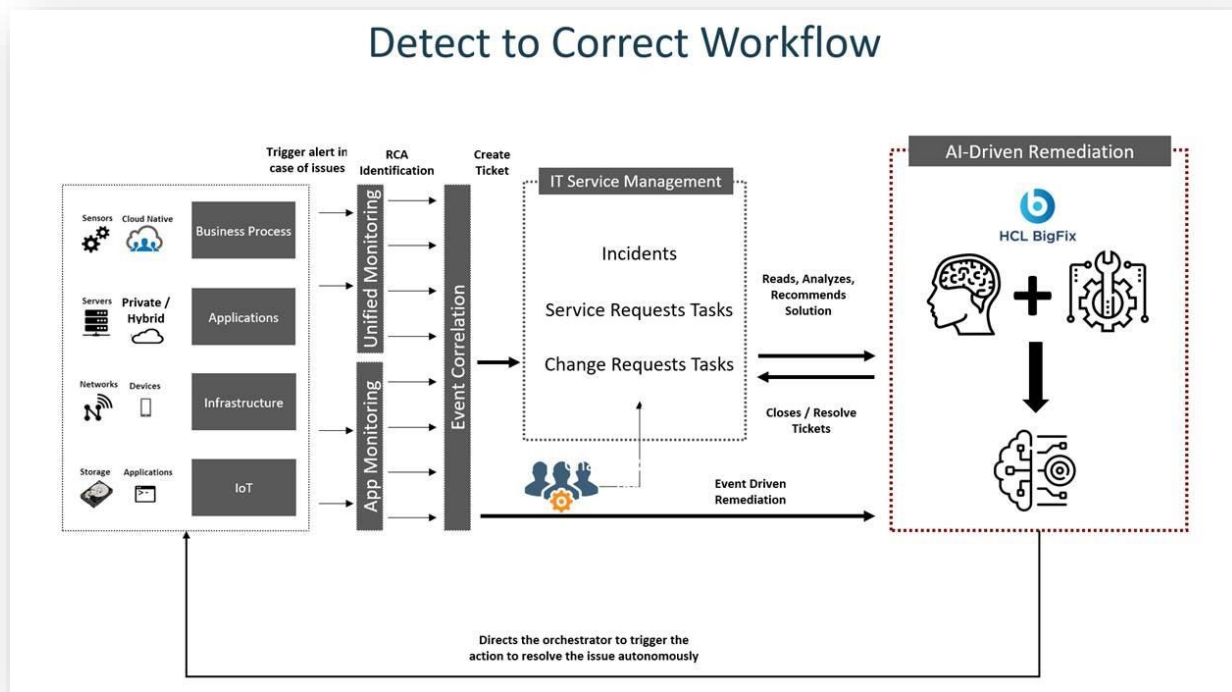 Detect to Correct Workflow
Trigger alert in
case of issues
RCA
Identification
Create
Ticket
Sensors
Cloud Native
Business Process
Servers
Private /
Hybrid
Applications
Networks
Devices
Infrastructure
Storage
Applications
IoT
Unified Monitoring
App Monitoring
Event Correlation
IT Service Management
Incidents
Service Requests Tasks
Change Requests Tasks
Reads, Analyzes,
Recommends
Solution
Closes / Resolve
Tickets
Event Driven
Remediation
AI-Driven Remediation
b
HCL BigFix
Directs the orchestrator to trigger the
action to resolve the issue autonomously